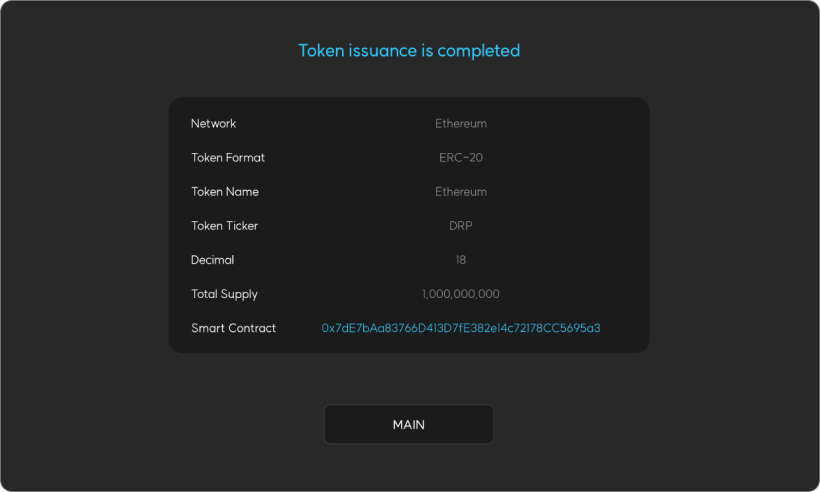 Token issuance is completed
Network Ethereum
Token Format ERC-20
Token Name Ethereum
Token Ticker DRP
Decimal 18
Total Supply 1,000,000,000
Smart Contract 0x7dE7bAa83766D413D7fE382e14c72178CC5695a3
MAIN